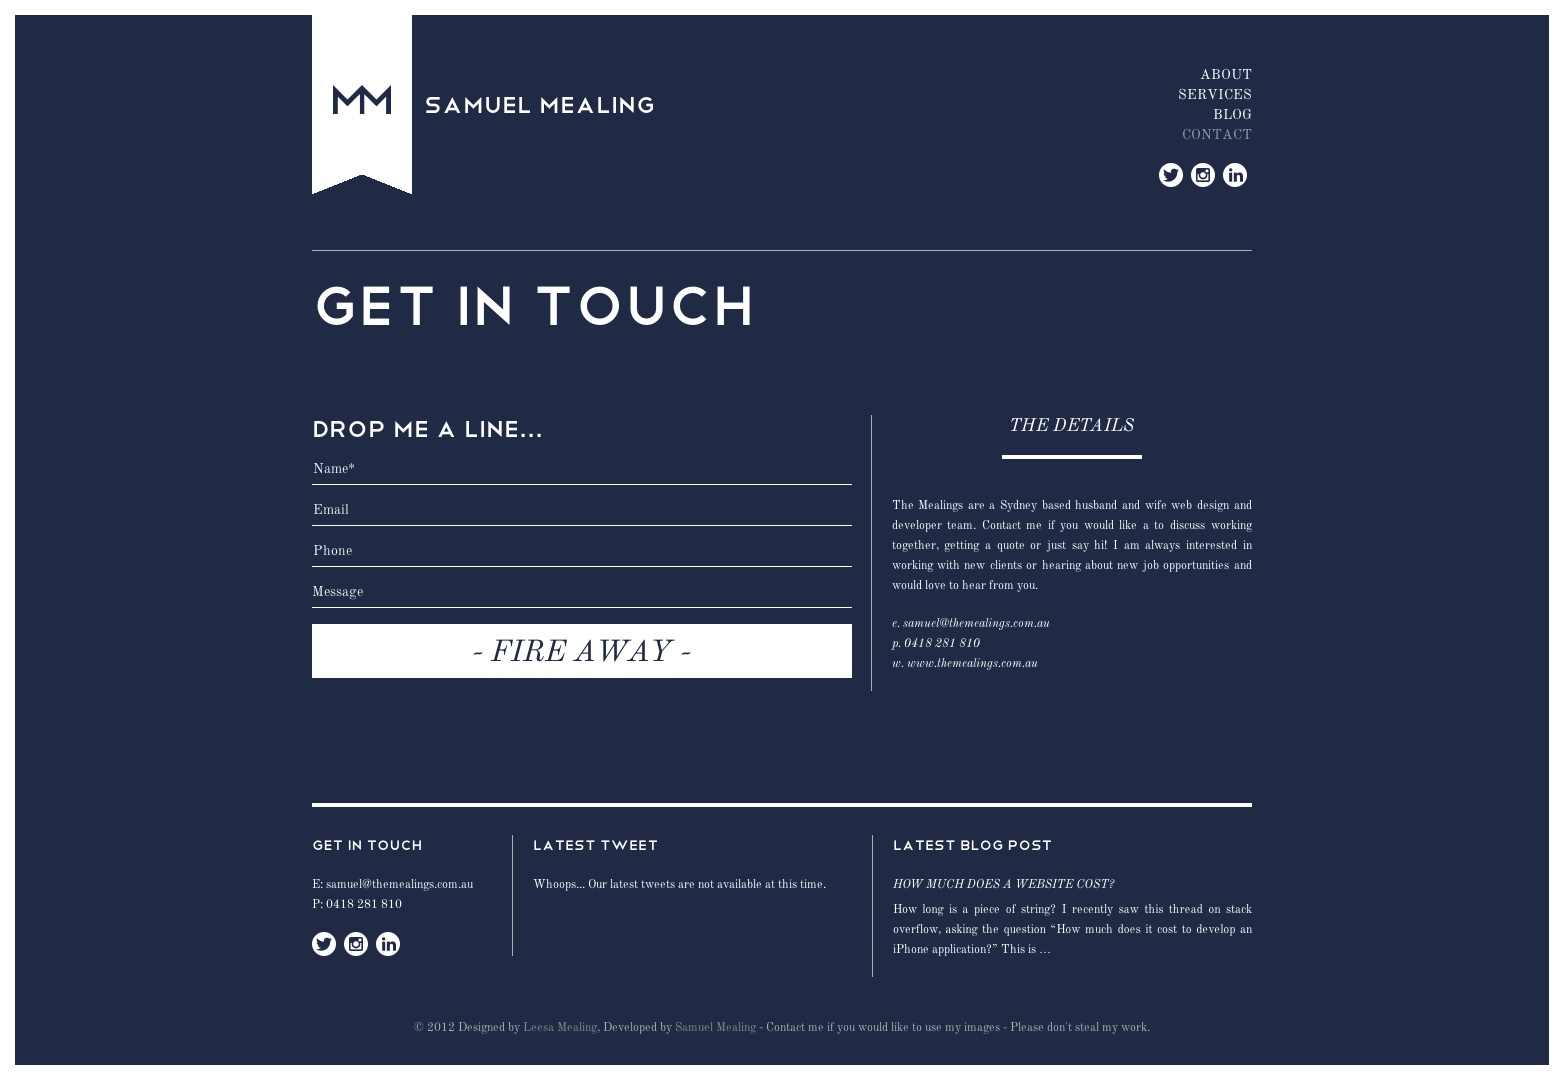 MM
SAMUEL MEALING
ABOUT
SERVICES
BLOG
CONTACT
GET IN TOUCH
DROP ME A LINE...
Name*
Email
Phone
Message
- FIRE AWAY -
THE DETAILS
The Mealings are a Sydney based husband and wife web design and
developer team. Contact me if you would like a to discuss working
together, getting a quote or just say hi! I am always interested in
working with new clients or hearing about new job opportunities and
would love to hear from you.
e. samuel@themealings.com.au
p. 0418 281 810
w. www.themealings.com.au
GET IN TOUCH
E: samuel@themealings.com.au
P: 0418 281 810
LATEST TWEET
Whoops... Our latest tweets are not available at this time.
LATEST BLOG POST
HOW MUCH DOES A WEBSITE COST?
How long is a piece of string? I recently saw this thread on stack
overflow, asking the question “How much does it cost to develop an
iPhone application?” This is …
© 2012 Designed by Leesa Mealing, Developed by Samuel Mealing - Contact me if you would like to use my images - Please don't steal my work.